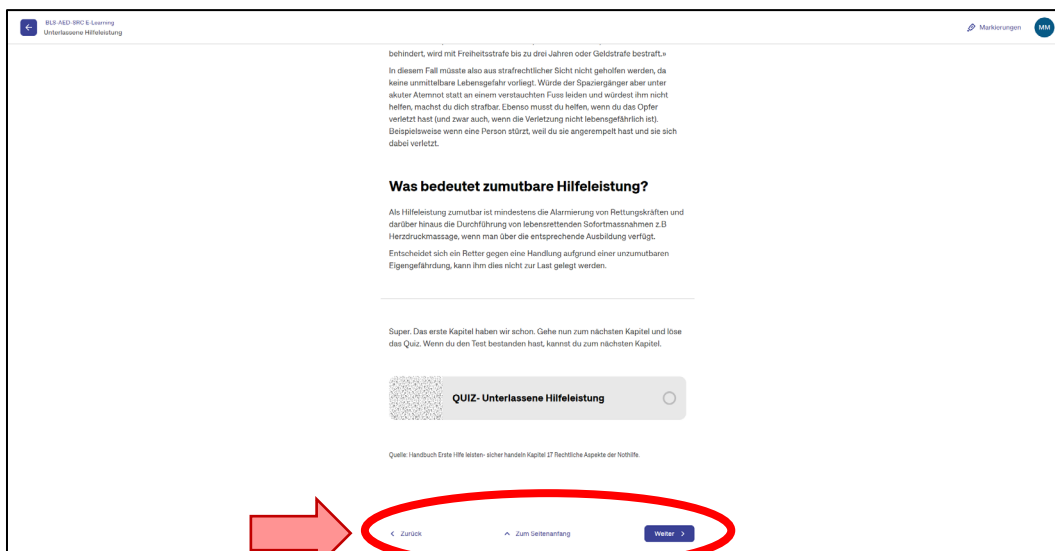 BLS-AED-SRC E-Learning
Unterlassene Hilfeleistung
Markierungen
MM
behindert, wird mit Freiheitsstrafe bis zu drei Jahren oder Geldstrafe bestraft.»
In diesem Fall müsste also aus strafrechtlicher Sicht nicht geholfen werden, da
keine unmittelbare Lebensgefahr vorliegt. Würde der Spaziergänger aber unter
akuter Atemnot statt an einem verstauchten Fuss leiden und würdest ihm nicht
helfen, machst du dich strafbar. Ebenso musst du helfen, wenn du das Opfer
verletzt hast (und zwar auch, wenn die Verletzung nicht lebensgefährlich ist).
Beispielsweise wenn eine Person stürzt, weil du sie angerempelt hast und sie sich
dabei verletzt.
Was bedeutet zumutbare Hilfeleistung?
Als Hilfeleistung zumutbar ist mindestens die Alarmierung von Rettungskräften und
darüber hinaus die Durchführung von lebensrettenden Sofortmassnahmen z.B
Herzdruckmassage, wenn man über die entsprechende Ausbildung verfügt.
Entscheidet sich ein Retter gegen eine Handlung aufgrund einer unzumutbaren
Eigengefährdung, kann ihm dies nicht zur Last gelegt werden.
Super. Das erste Kapitel haben wir schon. Gehe nun zum nächsten Kapitel und löse
das Quiz. Wenn du den Test bestanden hast, kannst du zum nächsten Kapitel.
QUIZ- Unterlassene Hilfeleistung
Quelle: Handbuch Erste Hilfe leisten- sicher handeln Kapitel 17 Rechtliche Aspekte der Nothilfe.
Zurück
Zum Seitenanfang
Weiter